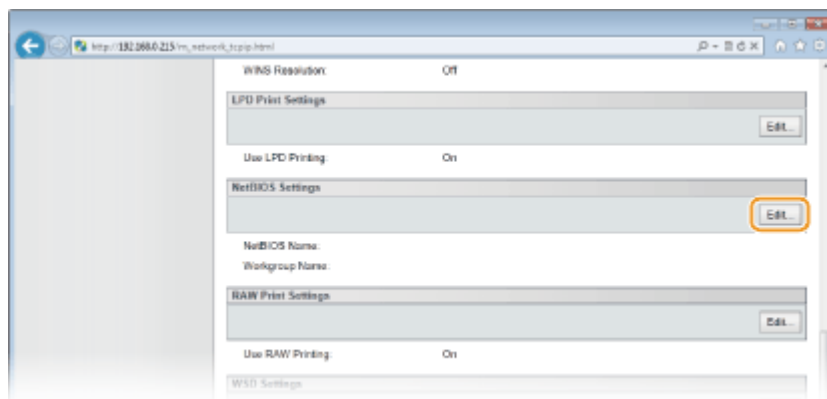 http://192.168.0.215/m_network_tcpip.html
WINS Resolution: Off
LPD Print Settings
Edit...
Use LPD Printing: On
NetBIOS Settings
Edit...
NetBIOS Name:
Workgroup Name:
RAW Print Settings
Edit...
Use RAW Printing: On
WSD Settings